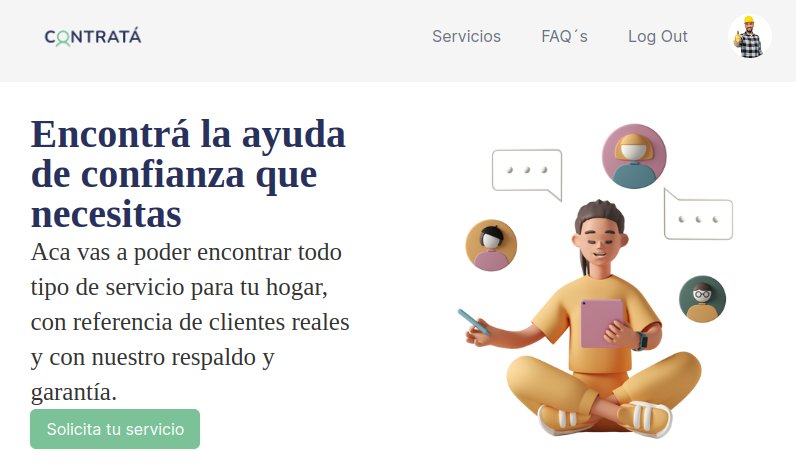 CONTRATÁ
Servicios
FAQ´s
Log Out
Encontrá la ayuda
de confianza que
necesitas
Aca vas a poder encontrar todo
tipo de servicio para tu hogar,
con referencia de clientes reales
y con nuestro respaldo y
garantía.
Solicita tu servicio